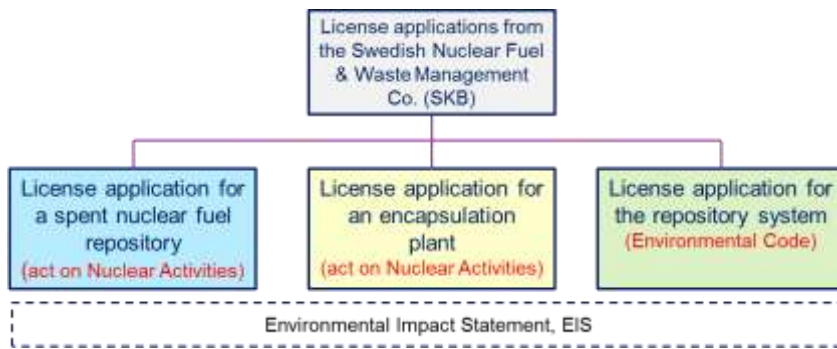 License applications from
the Swedish Nuclear Fuel
& Waste Management
Co. (SKB)
License application for
a spent nuclear fuel
repository
(act on Nuclear Activities)
License application for
an encapsulation
plant
(act on Nuclear Activities)
License application for
the repository system
(Environmental Code)
Environmental Impact Statement, EIS